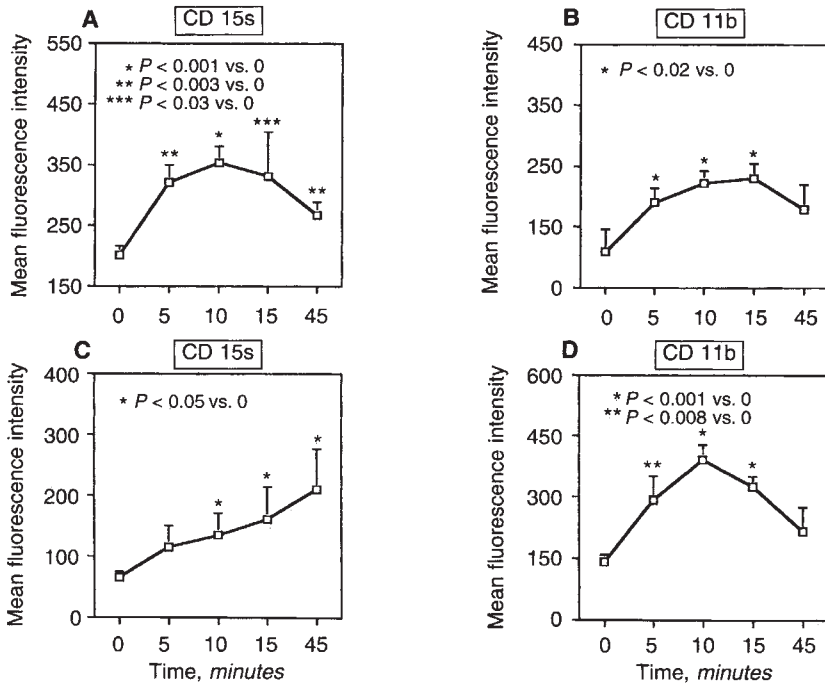 A CD 15s
Mean fluorescence intensity
550
450
350
250
150
* P < 0.001 vs. 0
** P < 0.003 vs. 0
*** P < 0.03 vs. 0
** * *** **
0 5 10 15 45
B CD 11b
Mean fluorescence intensity
450
350
250
150
0
* P < 0.02 vs. 0
* * *
0 5 10 15 45
C CD 15s
Mean fluorescence intensity
400
300
200
100
0
* P < 0.05 vs. 0
* * *
0 5 10 15 45
Time, minutes
D CD 11b
Mean fluorescence intensity
600
450
300
150
0
* P < 0.001 vs. 0
** P < 0.008 vs. 0
** * *
0 5 10 15 45
Time, minutes